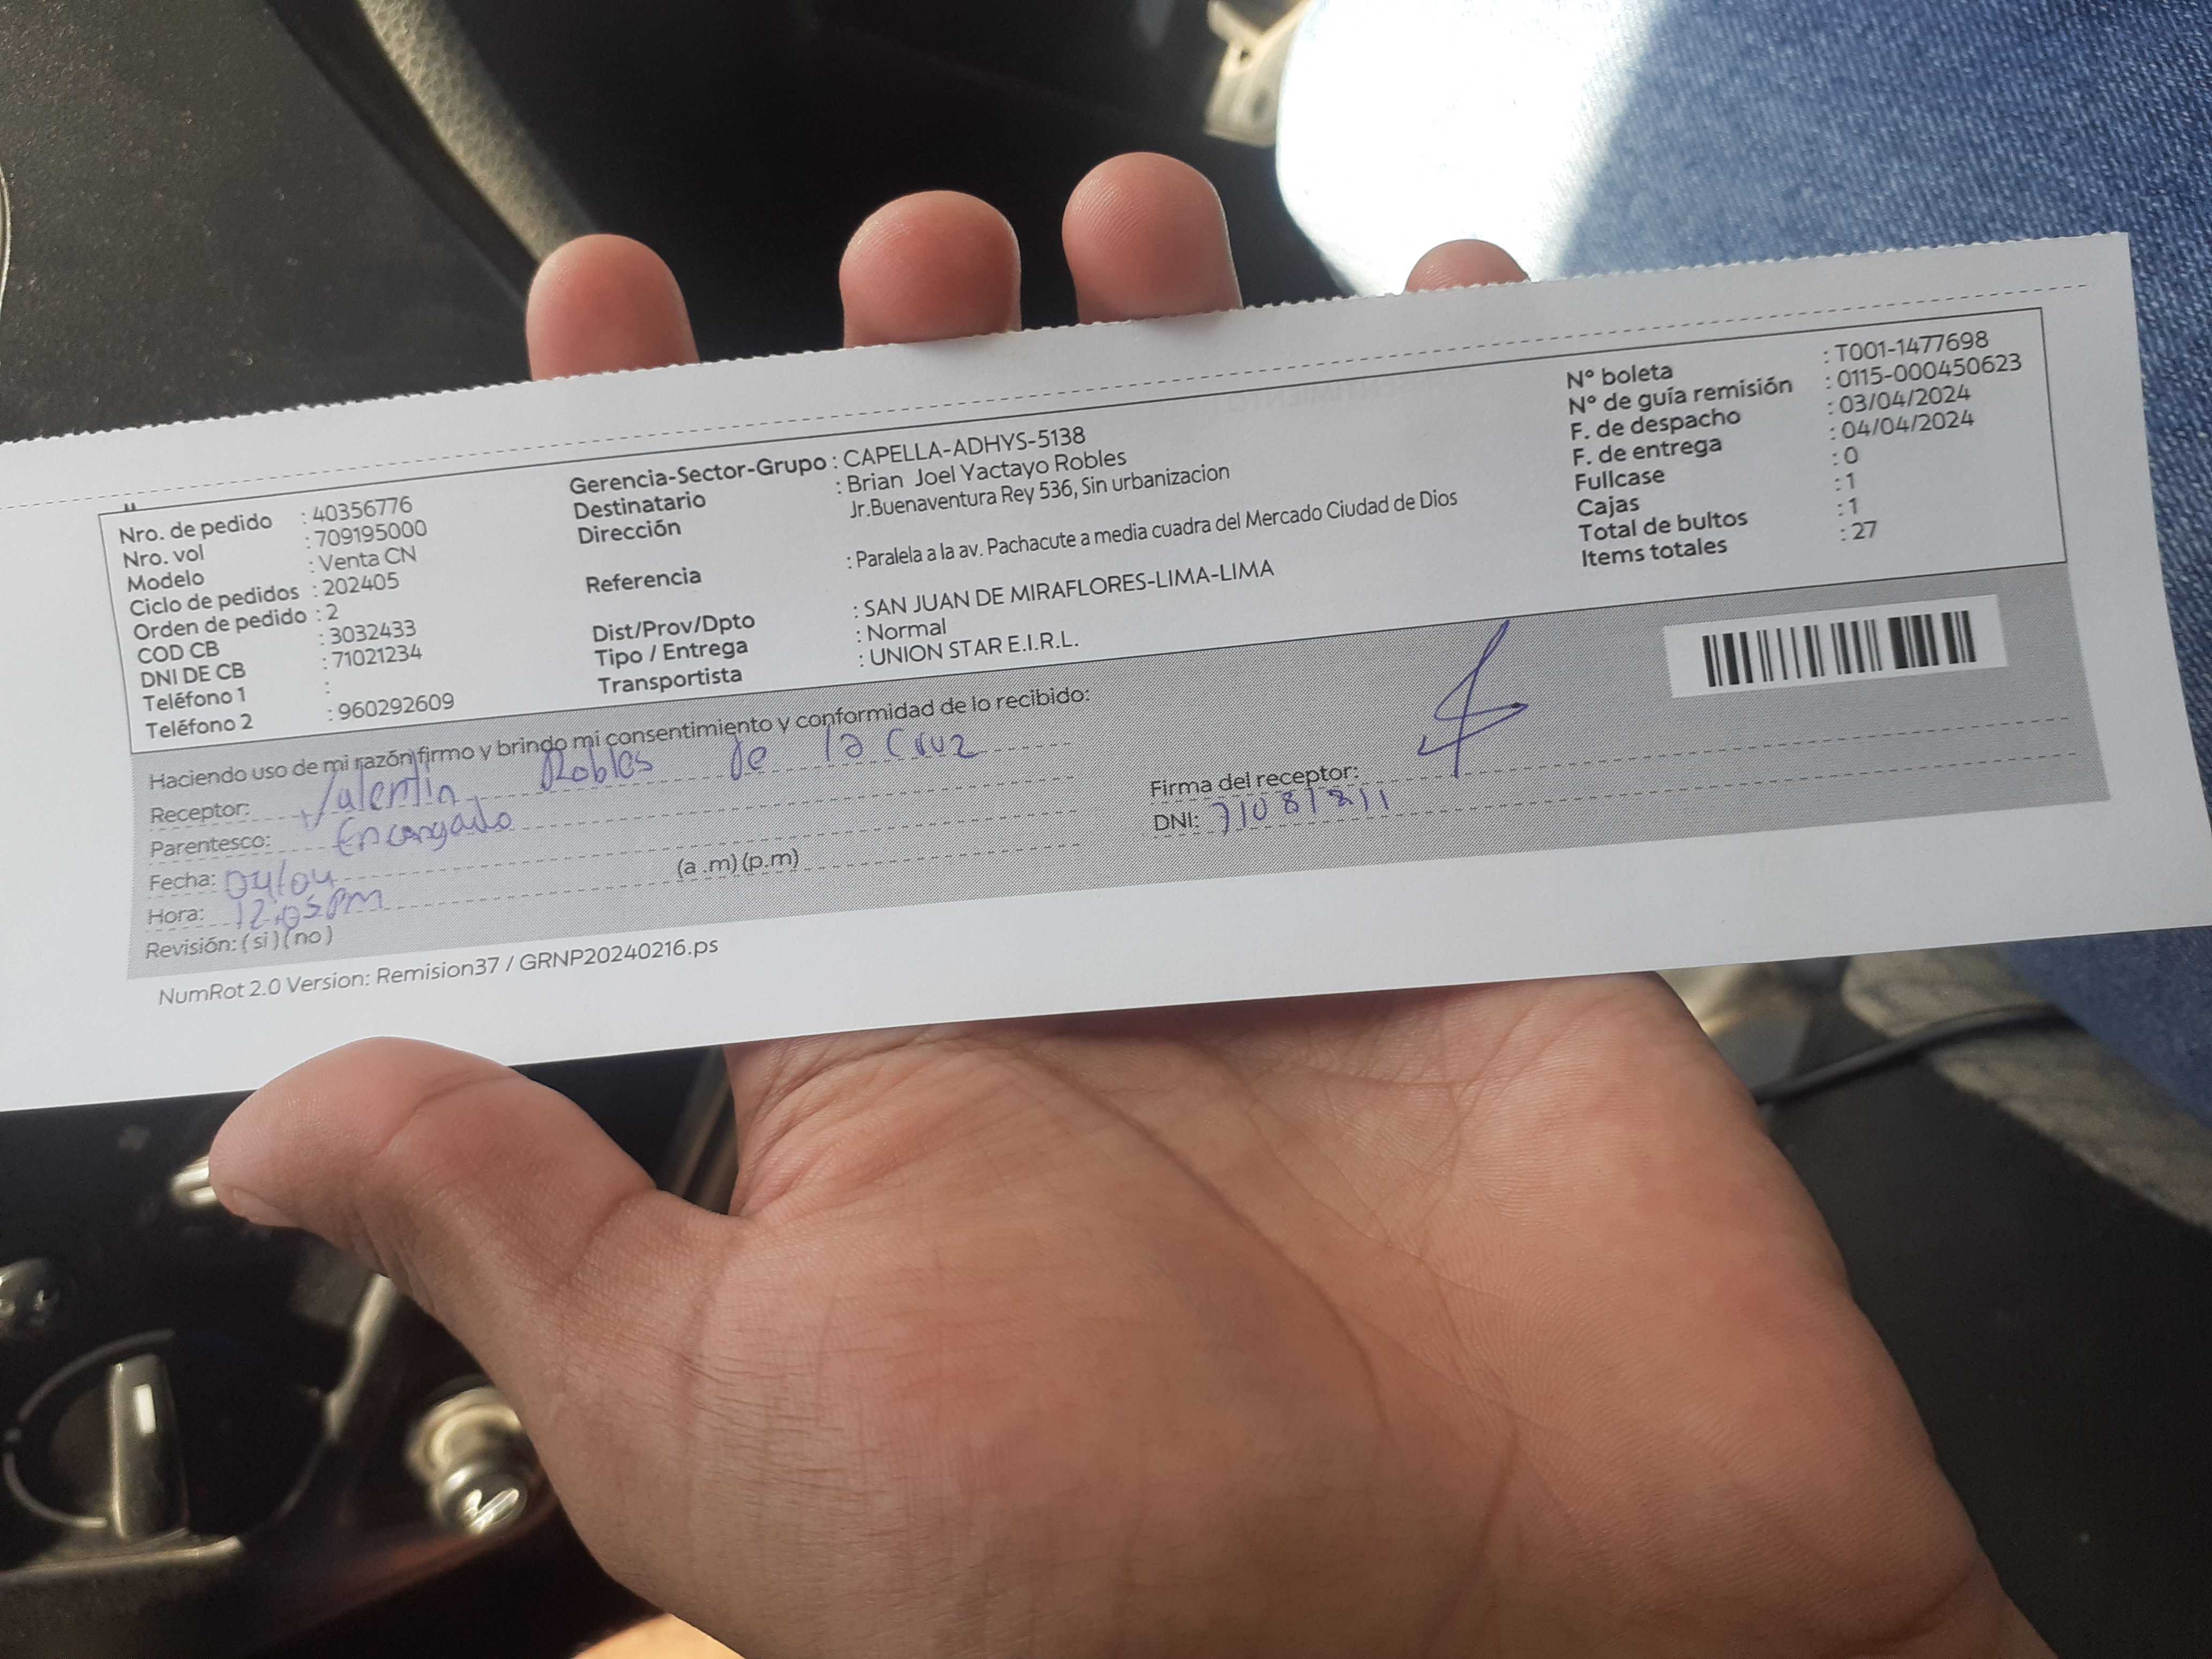 Nro. de pedido : 40356776
Nro. vol : 709195000
Modelo : Venta CN
Ciclo de pedidos : 202405
Orden de pedido : 2
COD CB : 3032433
DNI DE CB : 71021234
Teléfono 1 :
Teléfono 2 : 960292609
Gerencia-Sector-Grupo : CAPELLA-ADHYS-5138
Destinatario : Brian Joel Yactayo Robles
Dirección Jr.Buenaventura Rey 536, Sin urbanizacion
Referencia : Paralela a la av. Pachacute a media cuadra del Mercado Ciudad de Dios
Dist/Prov/Dpto : SAN JUAN DE MIRAFLORES-LIMA-LIMA
Tipo / Entrega : Normal
Transportista : UNION STAR E.I.R.L.
N° boleta : T001-1477698
N° de guía remisión : 0115-000450623
F. de despacho : 03/04/2024
F. de entrega : 04/04/2024
Fullcase : 0
Cajas : 1
Total de bultos : 1
Items totales : 27
Haciendo uso de mi razón firmo y brindo mi consentimiento y conformidad de lo recibido:
Receptor: Valentin Robles de la Cruz
Parentesco: Encargado
Fecha: 04/04
Hora: 12:05 PM (a .m) (p.m)
Revisión: ( si ) ( no )
Firma del receptor:
DNI: 71081811
NumRot 2.0 Version: Remision37 / GRNP20240216.ps